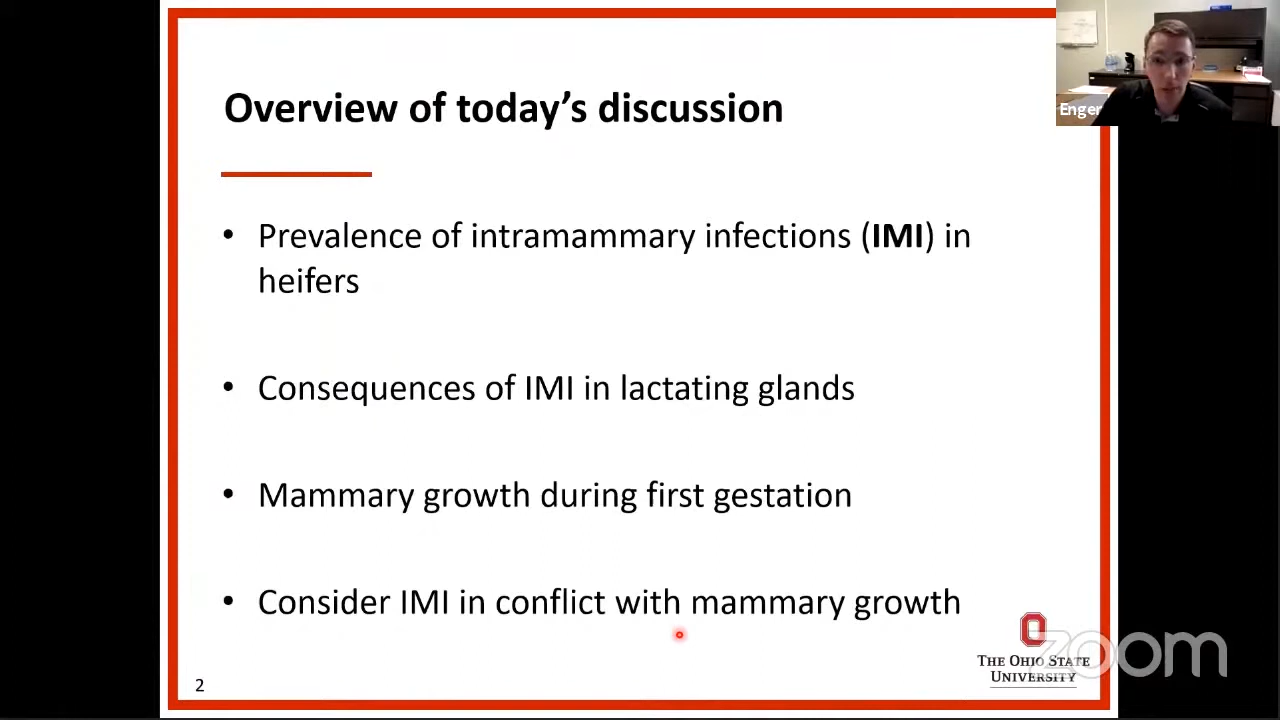 Overview of today's discussion
Enger
• Prevalence of intramammary infections (IMI) in
heifers
• Consequences of IMI in lactating glands
• Mammary growth during first gestation
• Consider IMI in conflict with mammary growth
THE OHIO STATE
UNIVERSITY
zoom
2